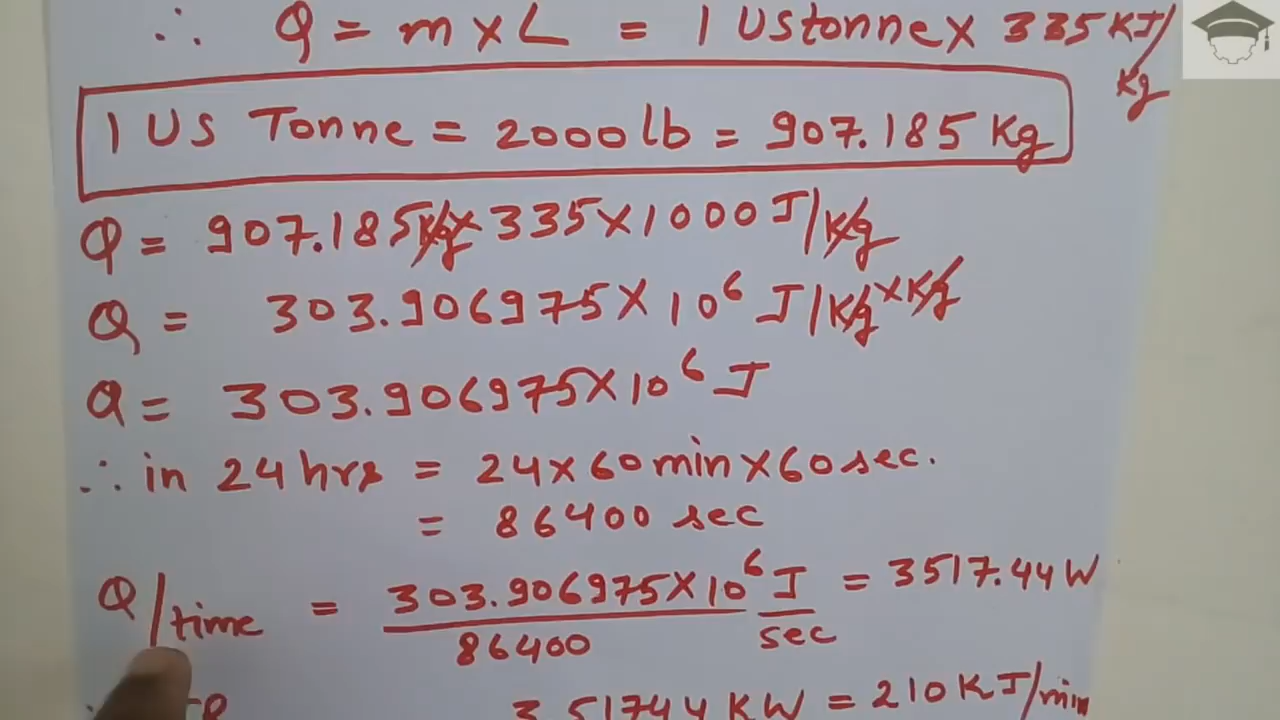 ∴ Q = m x L = 1 US tonne x 335 KJ/Kg
1 US Tonne = 2000 lb = 907.185 Kg
Q = 907.185 Kg x 335 x 1000 J/Kg
Q = 303.906975 x 10⁶ J/Kg x Kg
Q = 303.906975 x 10⁶ J
∴ in 24 hrs = 24 x 60 min x 60 sec.
= 86400 sec
Q/time = 303.906975 x 10⁶ J / 86400 sec = 3517.44 W
3.51744 KW = 210 KJ/min